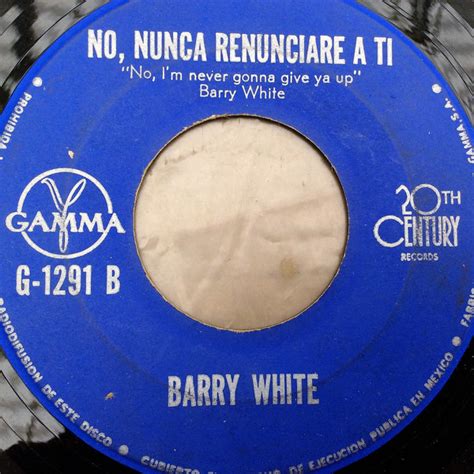 NO, NUNCA RENUNCIARE A TI
"No, I'm never gonna give ya up"
Barry White
GAMMA
G-1291 B
20TH
CENTURY
RECORDS
BARRY WHITE
PROHIBIDA
GAMMA, S.A.
RADIODIFUSION DE ESTE DISCO
DE EJECUCION PUBLICA EN MEXICO